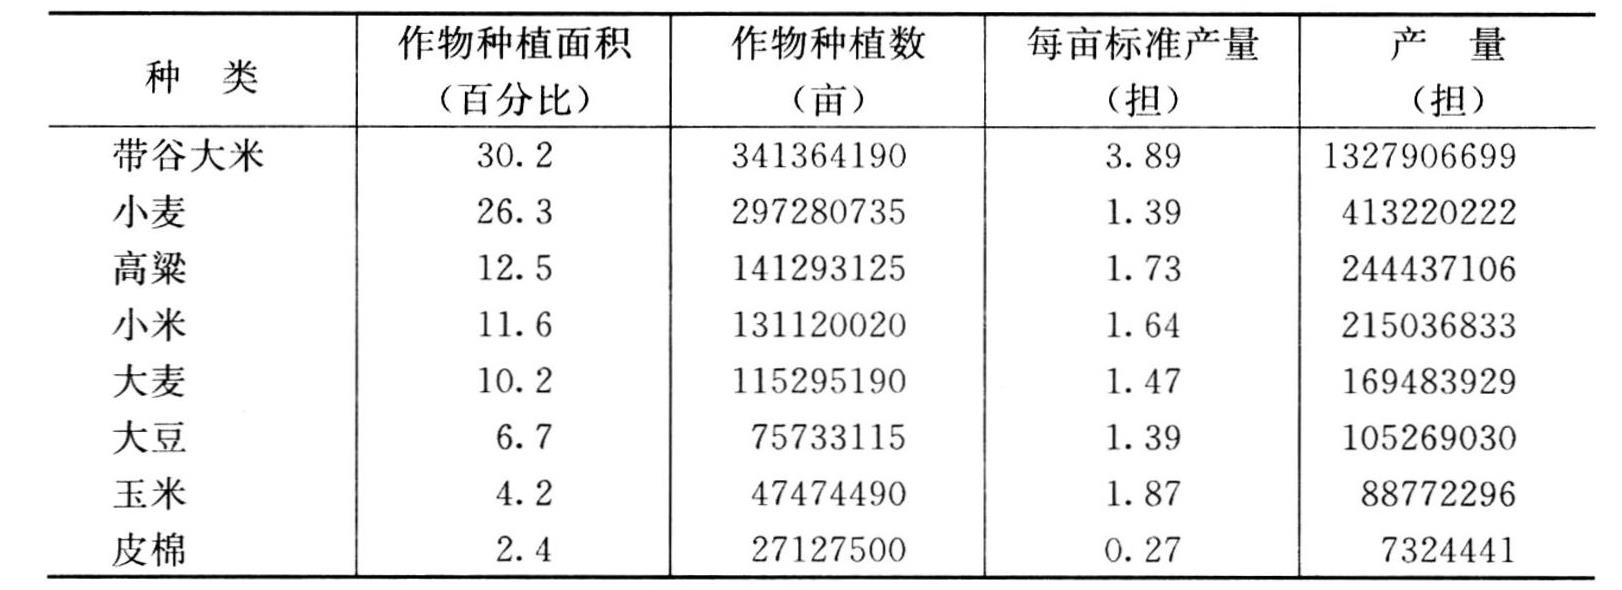 种 类 作物种植面积（百分比） 作物种植数（亩） 每亩标准产量（担） 产 量（担）
带谷大米 30.2 341364190 3.89 1327906699
小麦 26.3 297280735 1.39 413220222
高粱 12.5 141293125 1.73 244437106
小米 11.6 131120020 1.64 215036833
大麦 10.2 115295190 1.47 169483929
大豆 6.7 75733115 1.39 105269030
玉米 4.2 47474490 1.87 88772296
皮棉 2.4 27127500 0.27 7324441